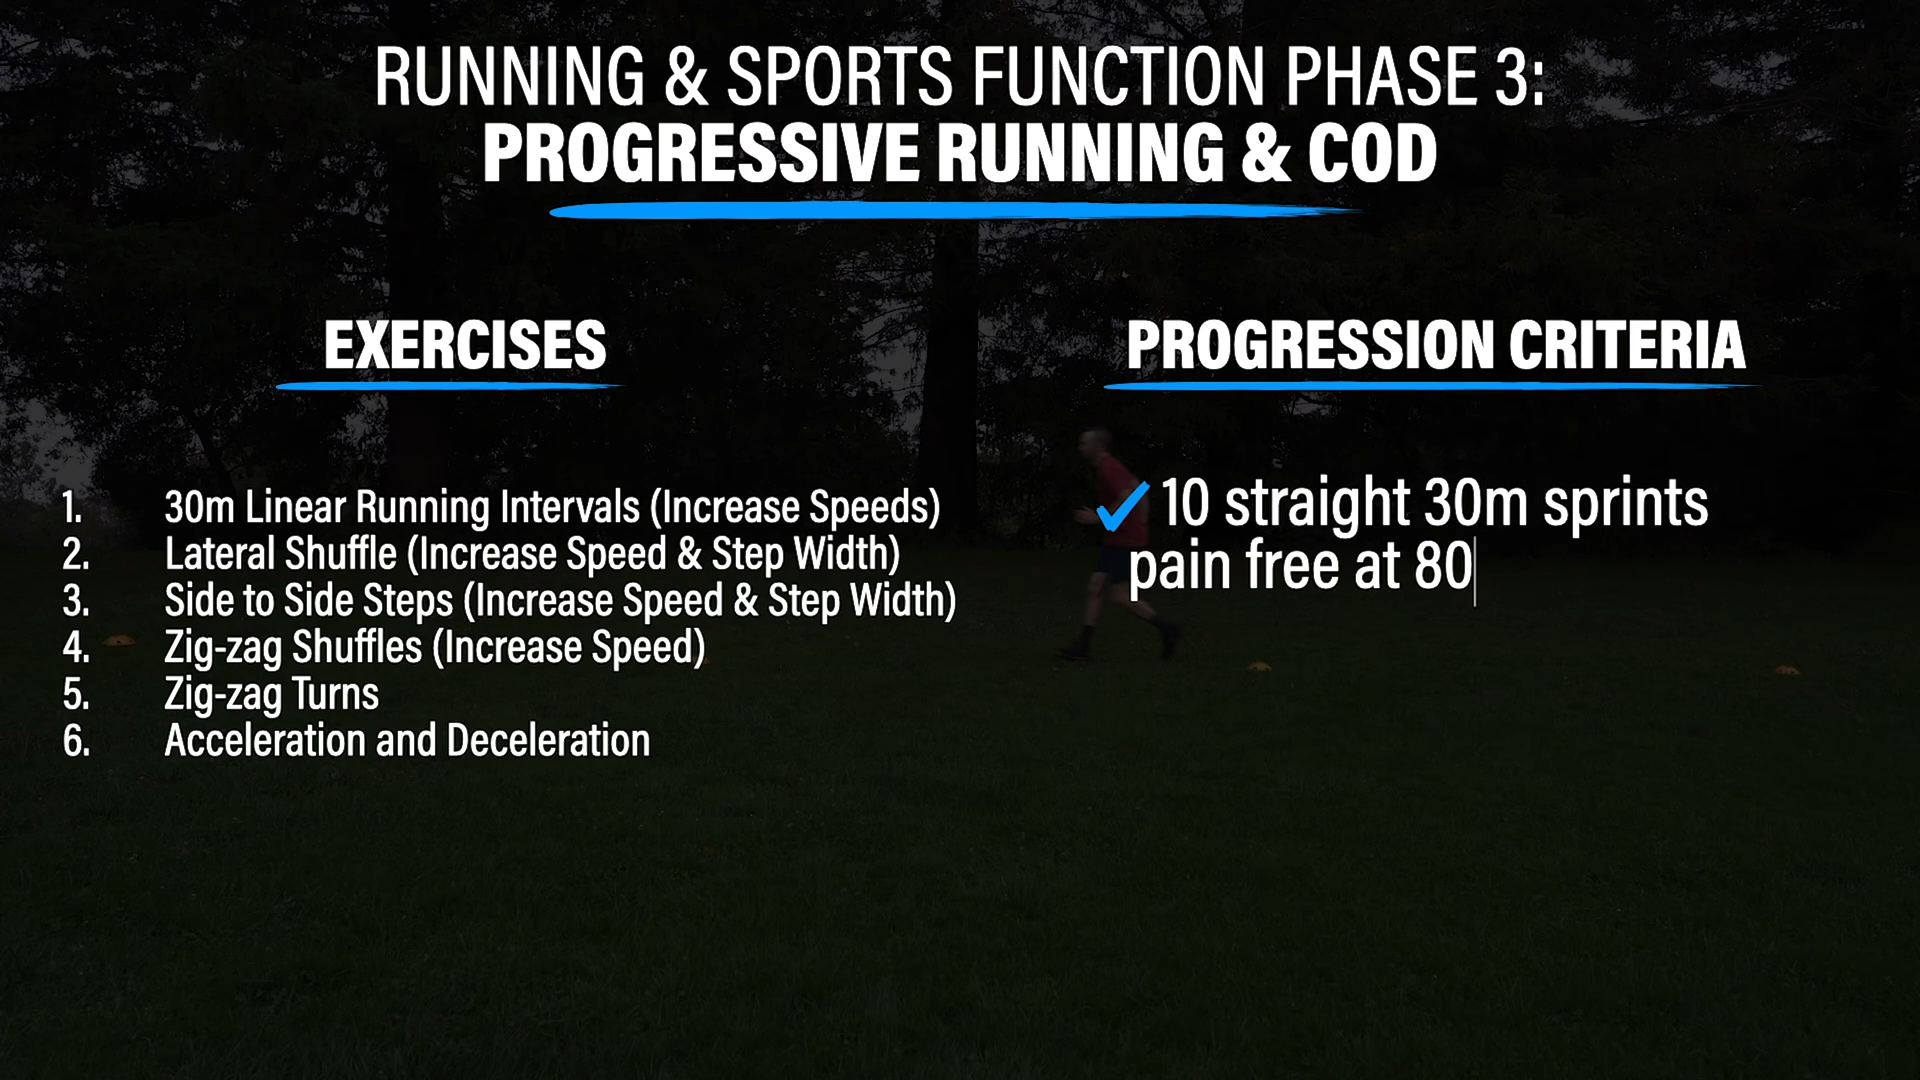 RUNNING & SPORTS FUNCTION PHASE 3:
PROGRESSIVE RUNNING & COD
EXERCISES
1. 30m Linear Running Intervals (Increase Speeds)
2. Lateral Shuffle (Increase Speed & Step Width)
3. Side to Side Steps (Increase Speed & Step Width)
4. Zig-zag Shuffles (Increase Speed)
5. Zig-zag Turns
6. Acceleration and Deceleration
PROGRESSION CRITERIA
10 straight 30m sprints
pain free at 80